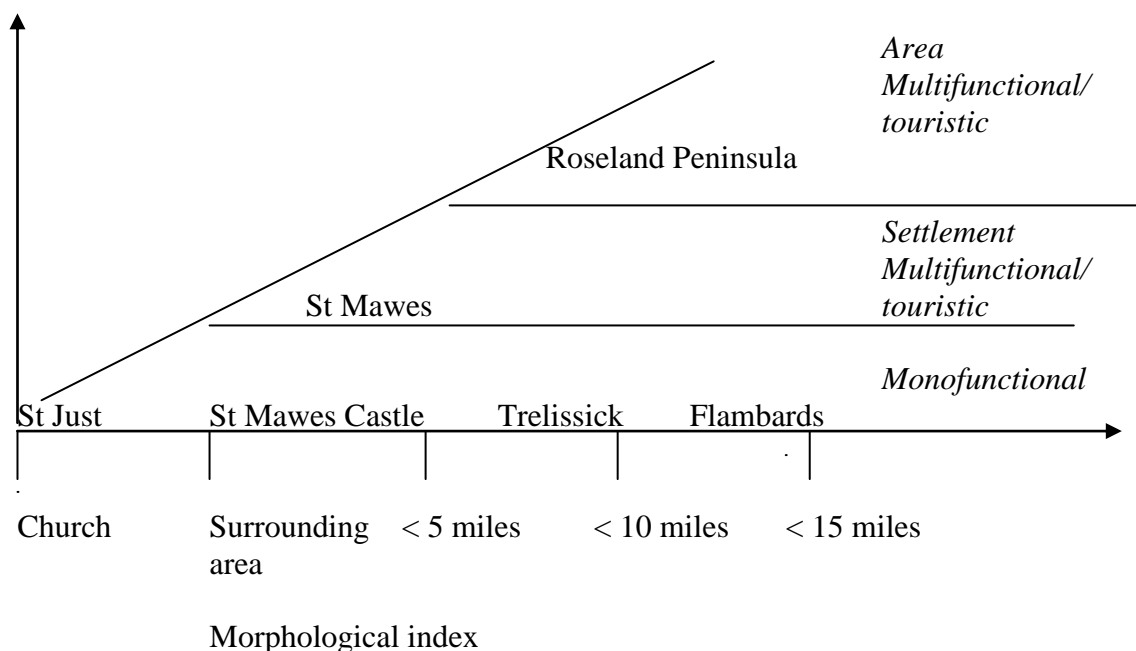 Area
Multifunctional/
touristic
Roseland Peninsula
Settlement
Multifunctional/
touristic
St Mawes
Monofunctional
St Just St Mawes Castle Trelissick Flambards
Church Surrounding < 5 miles < 10 miles < 15 miles
area
Morphological index